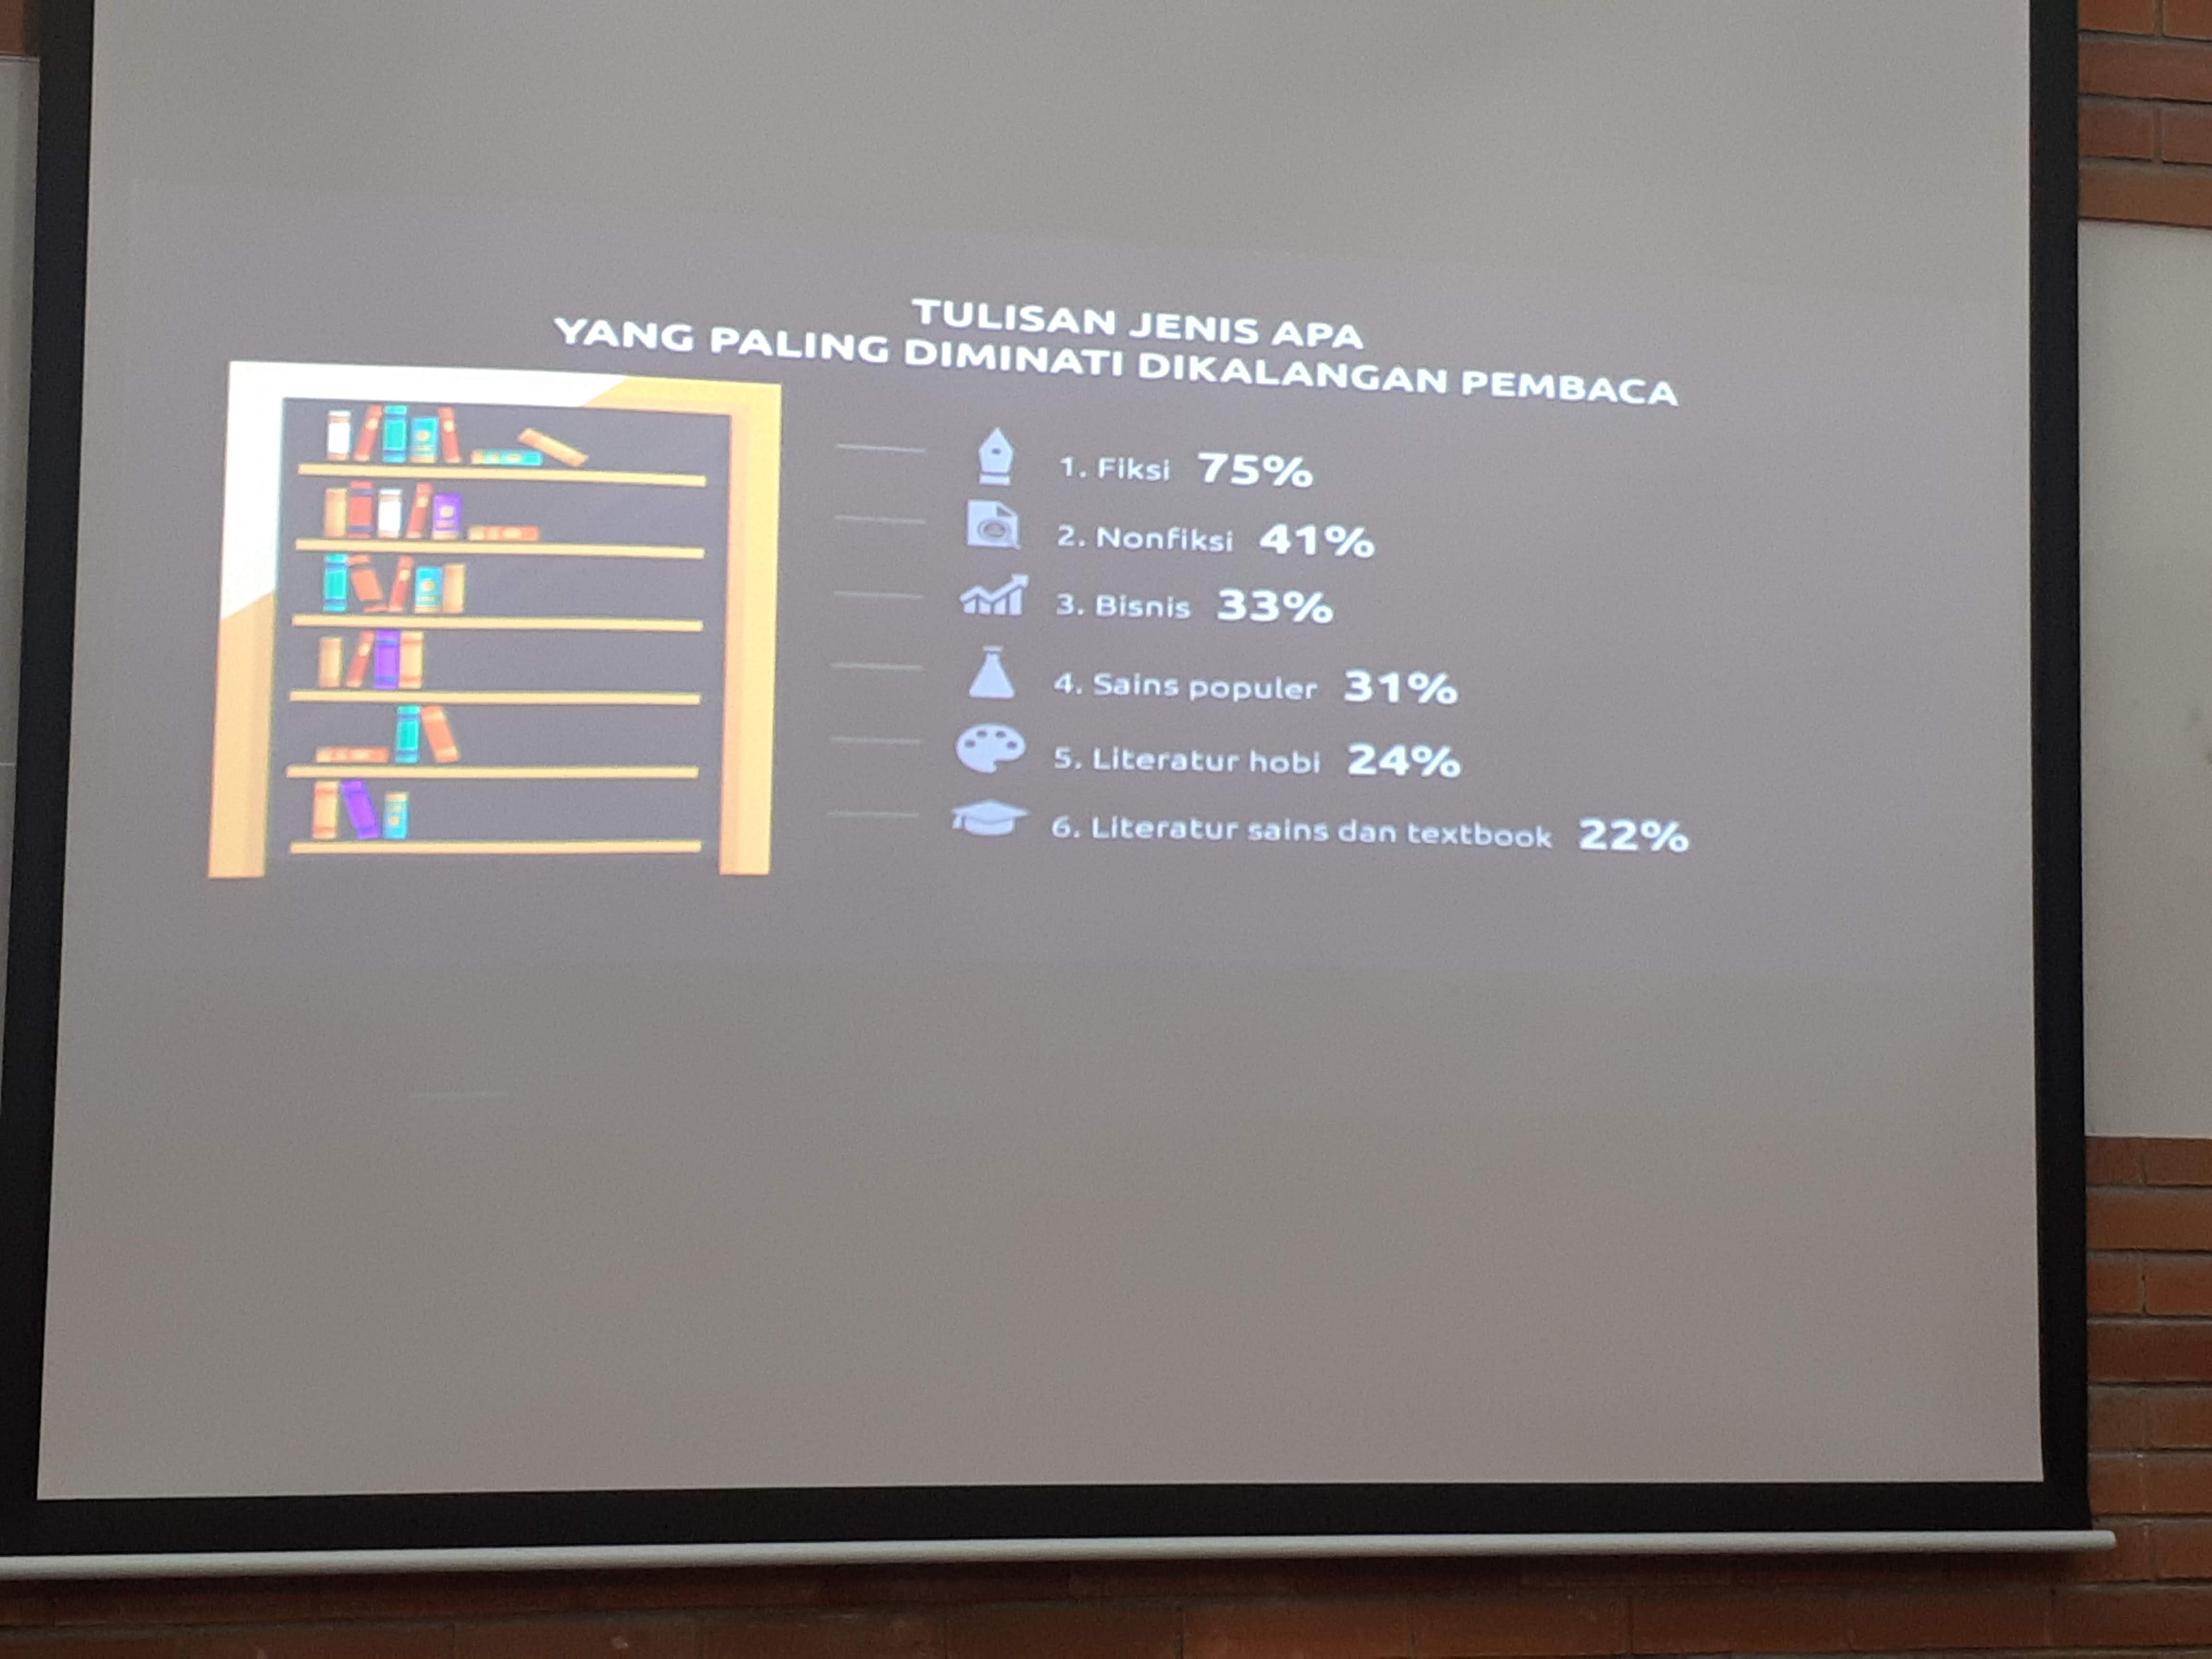 TULISAN JENIS APA
YANG PALING DIMINATI DIKALANGAN PEMBACA
1. Fiksi 75%
2. Nonfiksi 41%
3. Bisnis 33%
4. Sains populer 31%
5. Literatur hobi 24%
6. Literatur sains dan textbook 22%